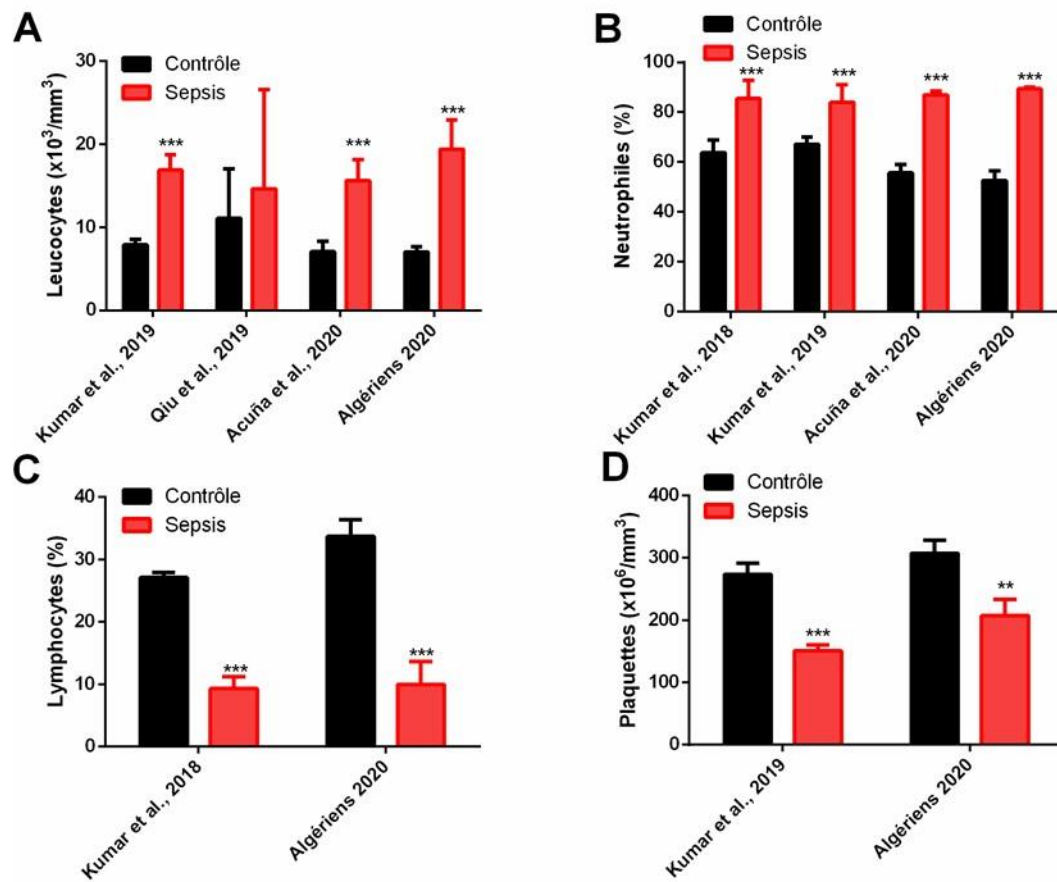 A
Contrôle
Sepsis
Leucocytes (x10³/mm³)
30
20
10
0
***
***
***
Kumar et al., 2019
Qiu et al., 2019
Acuña et al., 2020
Algériens 2020
B
Contrôle
Sepsis
Neutrophiles (%)
100
80
60
40
20
0
***
***
***
***
Kumar et al., 2018
Kumar et al., 2019
Acuña et al., 2020
Algériens 2020
C
Contrôle
Sepsis
Lymphocytes (%)
40
30
20
10
0
***
***
Kumar et al., 2018
Algériens 2020
D
Contrôle
Sepsis
Plaquettes (x10⁶/mm³)
400
300
200
100
0
***
**
Kumar et al., 2019
Algériens 2020